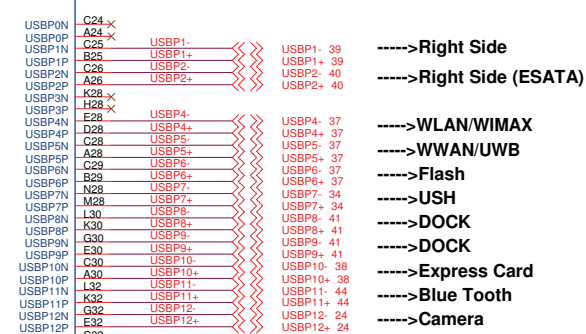 USBP0N C24
USBP0P A24
USBP1N C25 USBP1- USBP1- 39 ----->Right Side
USBP1P B25 USBP1+ USBP1+ 39
USBP2N C26 USBP2- USBP2- 40 ----->Right Side (ESATA)
USBP2P A26 USBP2+ USBP2+ 40
USBP3N K28
USBP3P H28
USBP4N E28 USBP4- USBP4- 37 ----->WLAN/WIMAX
USBP4P D28 USBP4+ USBP4+ 37
USBP5N C28 USBP5- USBP5- 37 ----->WWAN/UWB
USBP5P A28 USBP5+ USBP5+ 37
USBP6N C29 USBP6- USBP6- 37 ----->Flash
USBP6P B29 USBP6+ USBP6+ 37
USBP7N N28 USBP7- USBP7- 34 ----->USH
USBP7P M28 USBP7+ USBP7+ 34
USBP8N L30 USBP8- USBP8- 41 ----->DOCK
USBP8P K30 USBP8+ USBP8+ 41
USBP9N G30 USBP9- USBP9- 41 ----->DOCK
USBP9P E30 USBP9+ USBP9+ 41
USBP10N C30 USBP10- USBP10- 38 ----->Express Card
USBP10P A30 USBP10+ USBP10+ 38
USBP11N L32 USBP11- USBP11- 44 ----->Blue Tooth
USBP11P K32 USBP11+ USBP11+ 44
USBP12N G32 USBP12- USBP12- 24 ----->Camera
USBP12P E32 USBP12+ USBP12+ 24